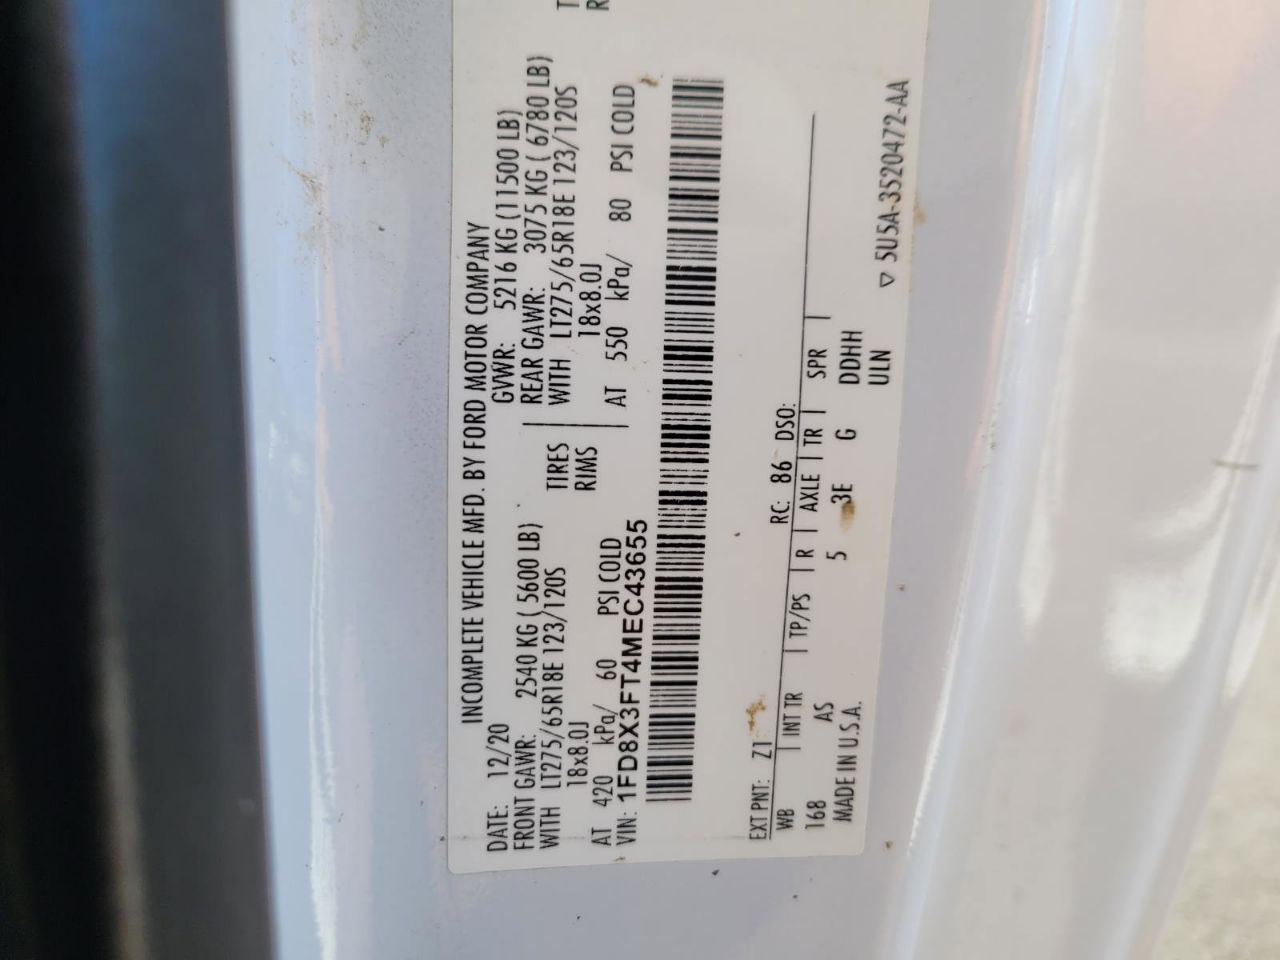 INCOMPLETE VEHICLE MFD. BY FORD MOTOR COMPANY
DATE: 12/20 GVWR: 5216 KG (11500 LB)
FRONT GAWR: 2540 KG ( 5600 LB) REAR GAWR: 3075 KG ( 6780 LB)
WITH LT275/65R18E 123/120S TIRES WITH LT275/65R18E 123/120S
18x8.0J RIMS 18x8.0J
AT 420 kPa/ 60 PSI COLD AT 550 kPa/ 80 PSI COLD
VIN: 1FD8X3FT4MEC43655
EXT PNT: Z1 RC: 86 DSO:
WB INT TR TP/PS R AXLE TR SPR
168 AS 5 3E G DDHH
MADE IN U.S.A. ULN
▽ 5U5A-3520472-AA